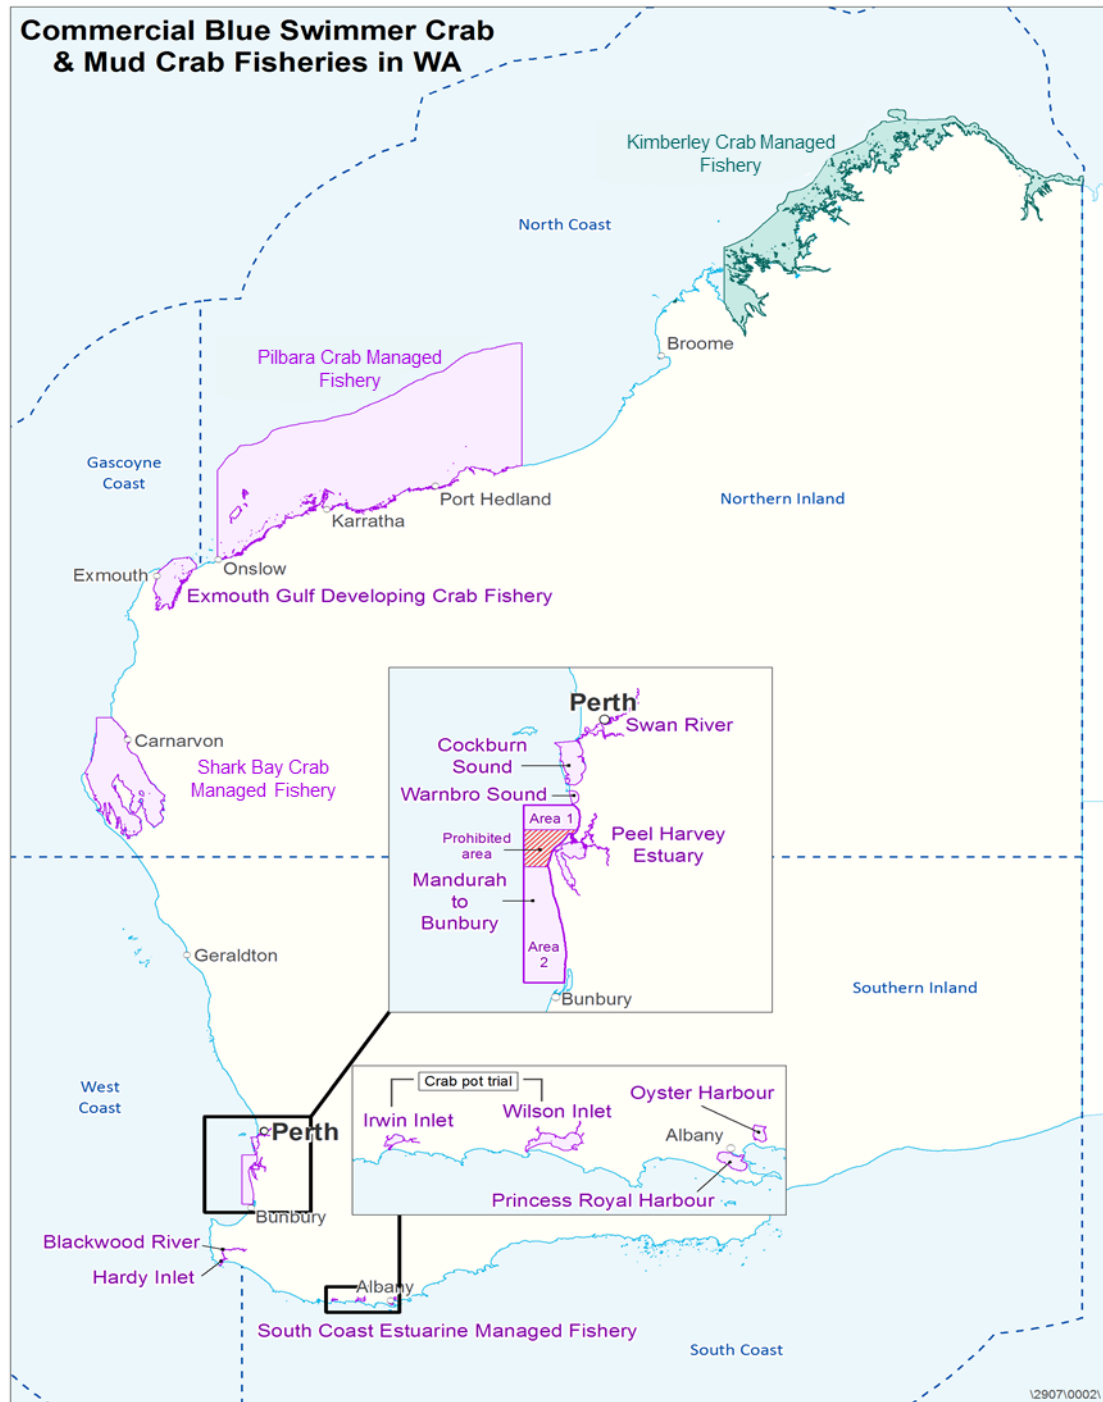 Commercial Blue Swimmer Crab
& Mud Crab Fisheries in WA
Kimberley Crab Managed
Fishery
North Coast
Broome
Pilbara Crab Managed
Fishery
Gascoyne
Coast
Port Hedland
Northern Inland
Karratha
Onslow
Exmouth
Exmouth Gulf Developing Crab Fishery
Perth
Swan River
Cockburn
Sound
Carnarvon
Shark Bay Crab
Managed Fishery
Warnbro Sound
Area 1
Prohibited
area
Peel Harvey
Estuary
Mandurah
to
Bunbury
Area
2
Bunbury
Geraldton
Southern Inland
West
Coast
Crab pot trial
Irwin Inlet
Wilson Inlet
Oyster Harbour
Albany
Princess Royal Harbour
Perth
Bunbury
Blackwood River
Hardy Inlet
Albany
South Coast Estuarine Managed Fishery
South Coast
\2907\0002\